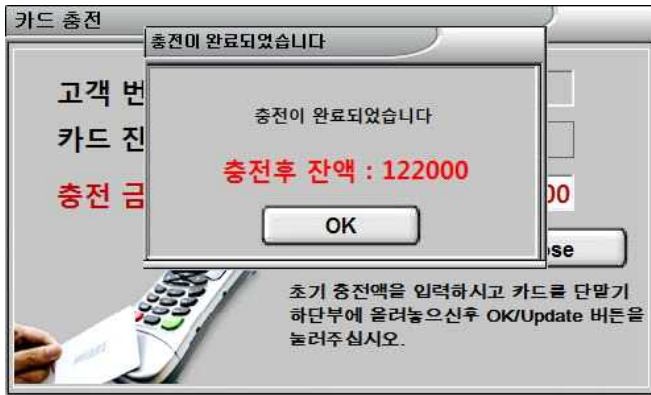 카드 충전
충전이 완료되었습니다
고객 번
충전이 완료되었습니다
카드 진
충전후 잔액 : 122000
충전 금
00
OK
ose
초기 충전액을 입력하시고 카드를 단말기
하단부에 올려놓으신후 OK/Update 버튼을
눌러주십시오.